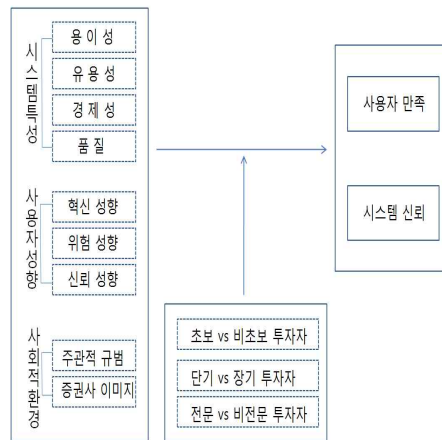 시스템특성
용 이 성
유 용 성
경 제 성
품 질
사용자성향
혁신 성향
위험 성향
신뢰 성향
사회적환경
주관적 규범
증권사 이미지
초보 vs 비초보 투자자
단기 vs 장기 투자자
전문 vs 비전문 투자자
사용자 만족
시스템 신뢰